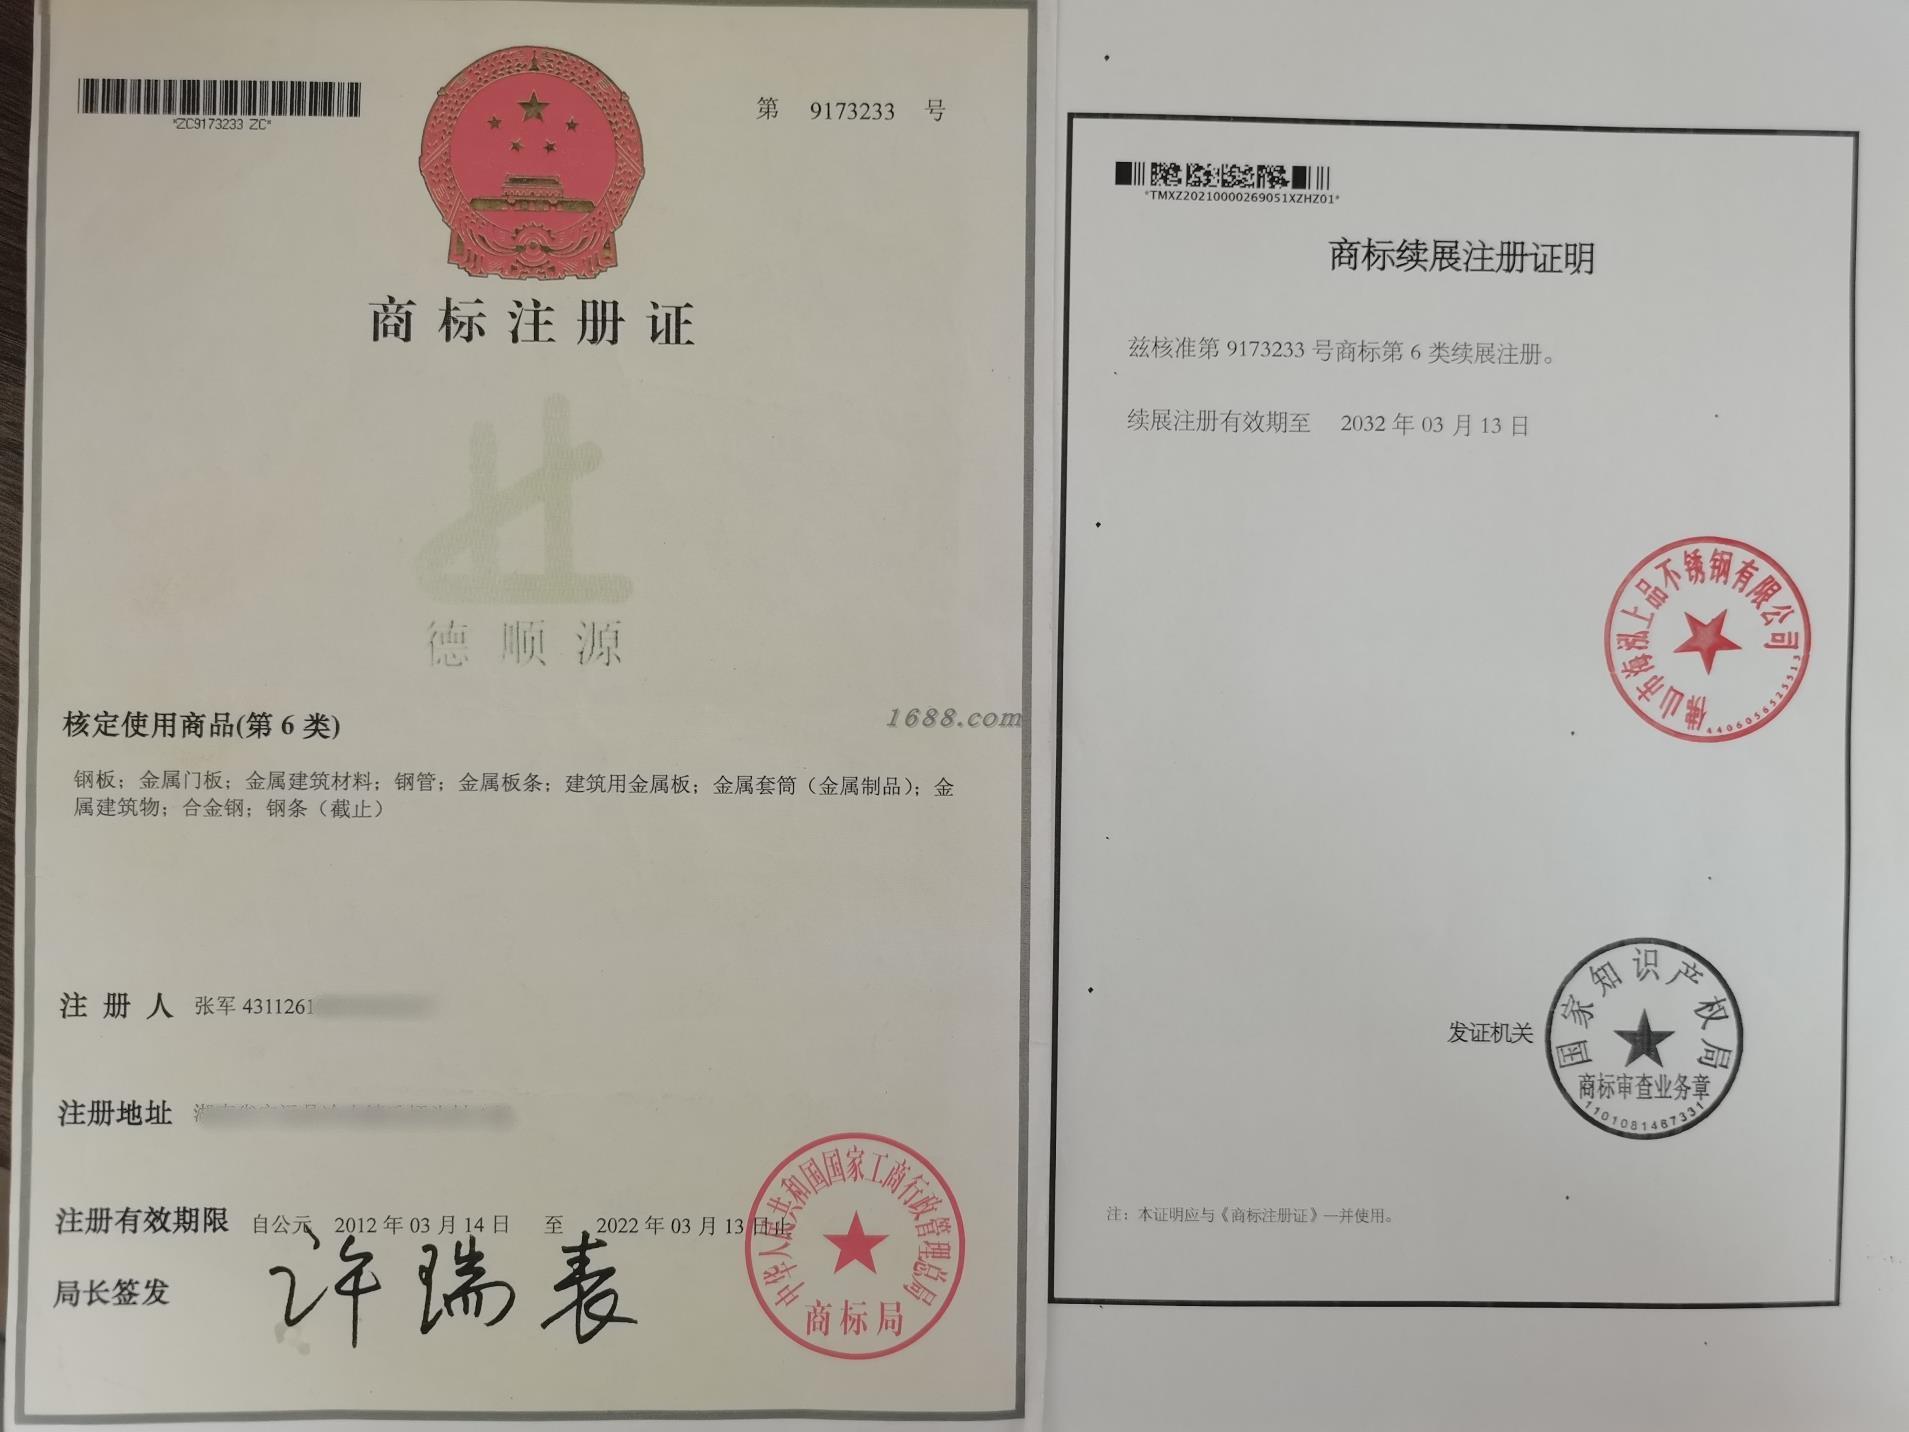 *ZC9173233 ZC*
第 9173233 号
商标注册证
德顺源
核定使用商品(第 6 类)
1688.com
钢板；金属门板；金属建筑材料；钢管；金属板条；建筑用金属板；金属套筒（金属制品）；金
属建筑物；合金钢；钢条（截止）
注册人 张军 4311261
注册地址
注册有效期限 自公元 2012 年 03 月 14 日 至 2022 年 03 月 13 日止
局长签发 许瑞表
中华人民共和国国家工商行政管理总局
商标局
*TMXZ20210000269051XZHZ01*
商标续展注册证明
兹核准第 9173233 号商标第 6 类续展注册。
续展注册有效期至 2032 年 03 月 13 日
佛山市海泓上品不锈钢有限公司
4406056525513
发证机关
国家知识产权局
商标审查业务章
1101081467331
注：本证明应与《商标注册证》一并使用。